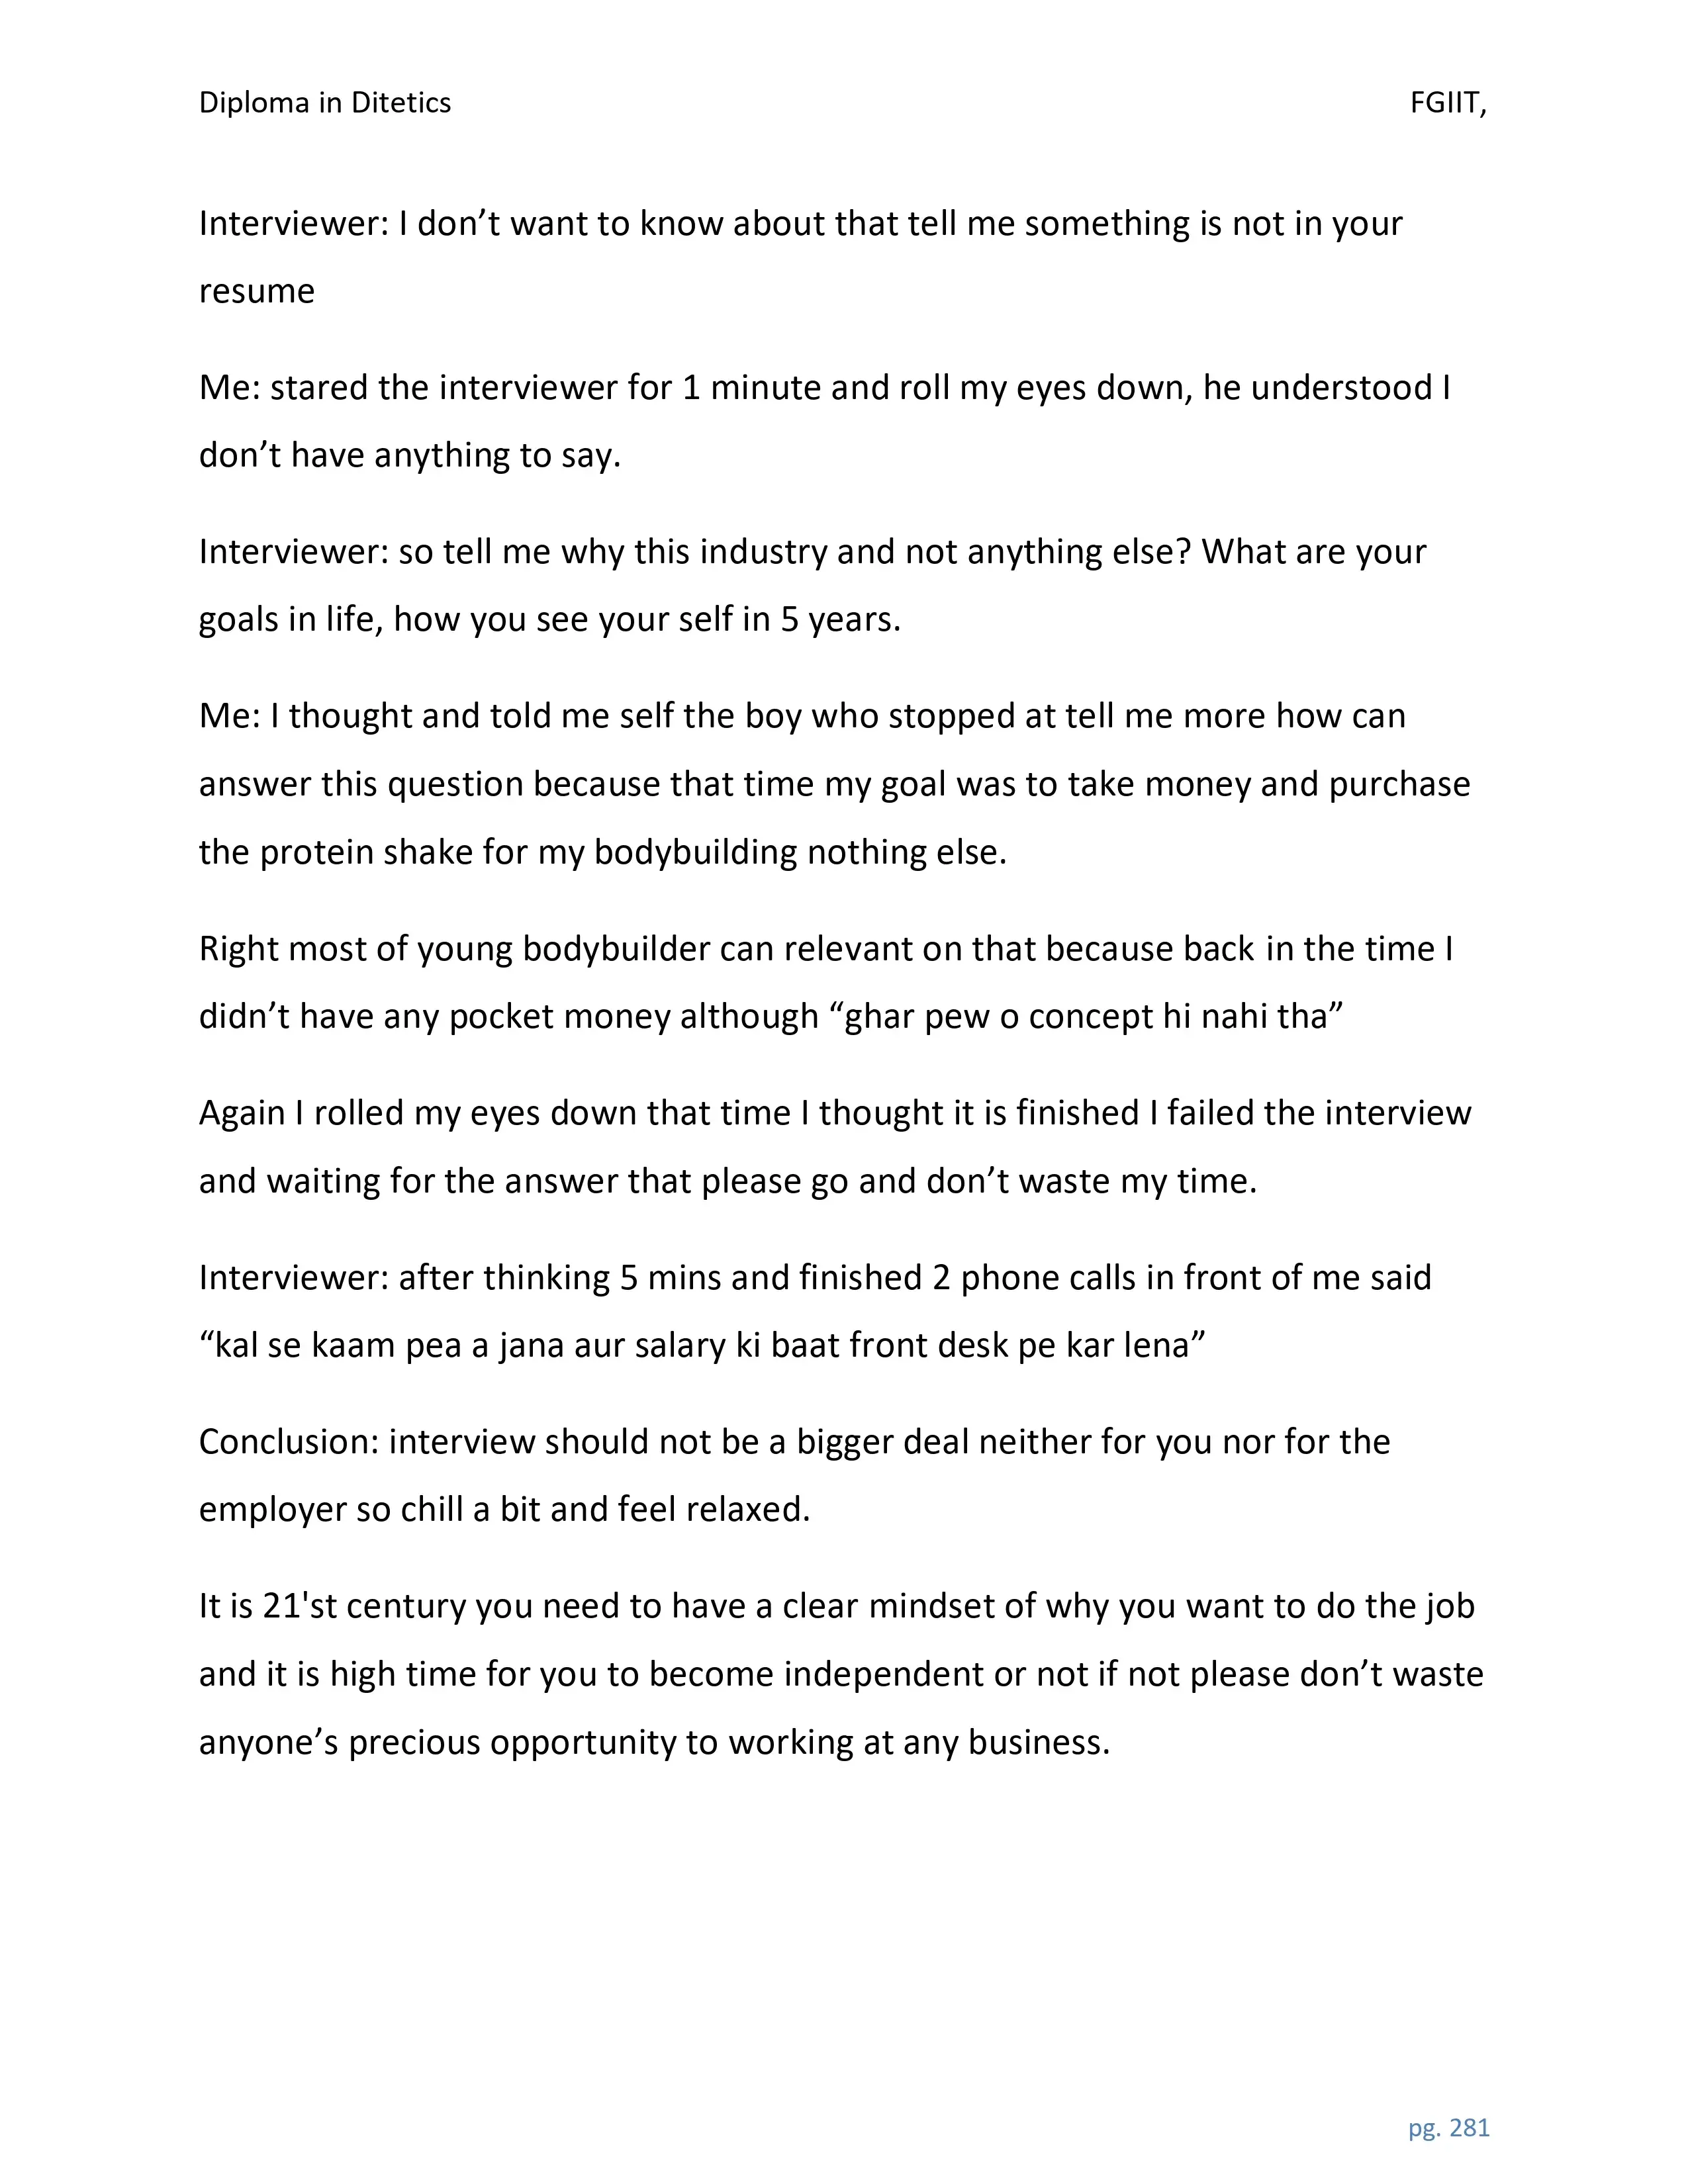 Diploma in Ditetics FGIIT,
Interviewer: I don’t want to know about that tell me something is not in your
resume
Me: stared the interviewer for 1 minute and roll my eyes down, he understood I
don’t have anything to say.
Interviewer: so tell me why this industry and not anything else? What are your
goals in life, how you see your self in 5 years.
Me: I thought and told me self the boy who stopped at tell me more how can
answer this question because that time my goal was to take money and purchase
the protein shake for my bodybuilding nothing else.
Right most of young bodybuilder can relevant on that because back in the time I
didn’t have any pocket money although “ghar pew o concept hi nahi tha”
Again I rolled my eyes down that time I thought it is finished I failed the interview
and waiting for the answer that please go and don’t waste my time.
Interviewer: after thinking 5 mins and finished 2 phone calls in front of me said
“kal se kaam pea a jana aur salary ki baat front desk pe kar lena”
Conclusion: interview should not be a bigger deal neither for you nor for the
employer so chill a bit and feel relaxed.
It is 21'st century you need to have a clear mindset of why you want to do the job
and it is high time for you to become independent or not if not please don’t waste
anyone’s precious opportunity to working at any business.
pg. 281